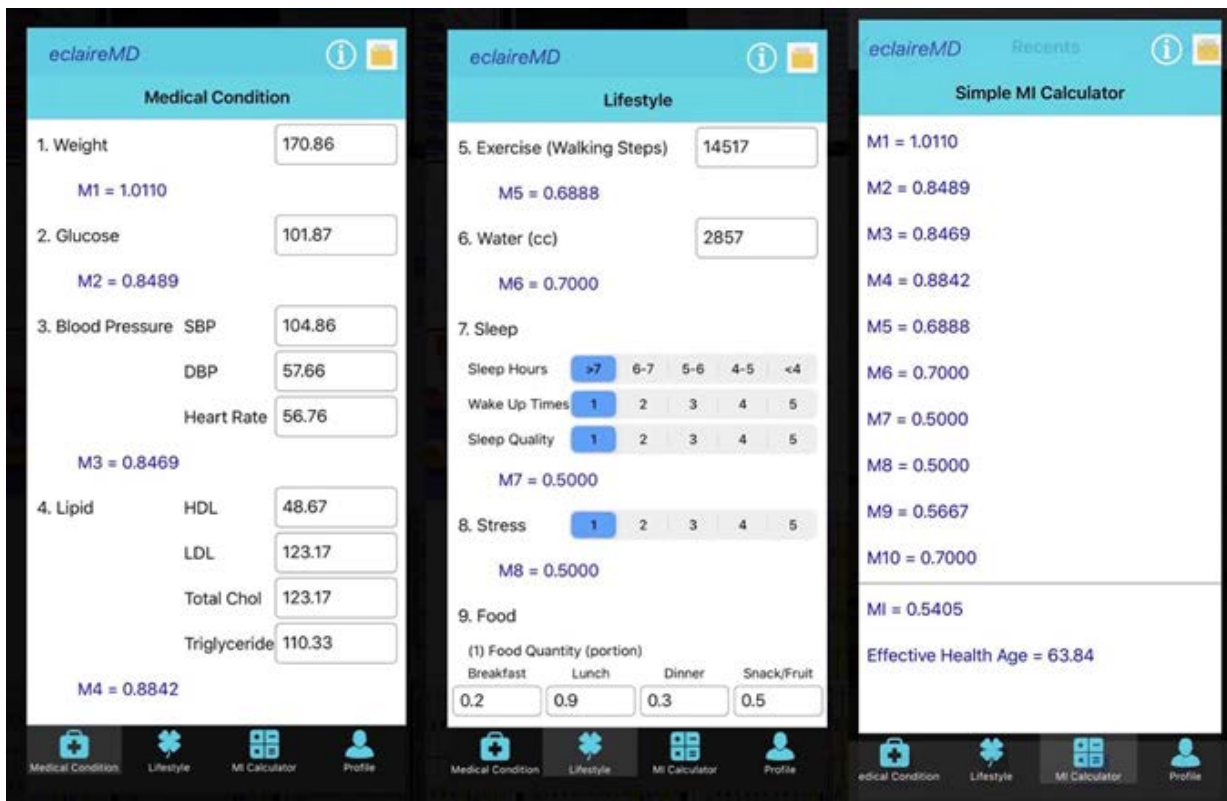 eclaireMD
Medical Condition
1. Weight 170.86
M1 = 1.0110
2. Glucose 101.87
M2 = 0.8489
3. Blood Pressure SBP 104.86
DBP 57.66
Heart Rate 56.76
M3 = 0.8469
4. Lipid HDL 48.67
LDL 123.17
Total Chol 123.17
Triglyceride 110.33
M4 = 0.8842
Medical Condition Lifestyle MI Calculator Profile
eclaireMD
Lifestyle
5. Exercise (Walking Steps) 14517
M5 = 0.6888
6. Water (cc) 2857
M6 = 0.7000
7. Sleep
Sleep Hours >7 6-7 5-6 4-5 <4
Wake Up Times 1 2 3 4 5
Sleep Quality 1 2 3 4 5
M7 = 0.5000
8. Stress 1 2 3 4 5
M8 = 0.5000
9. Food
(1) Food Quantity (portion)
Breakfast Lunch Dinner Snack/Fruit
0.2 0.9 0.3 0.5
Medical Condition Lifestyle MI Calculator Profile
eclaireMD Recents
Simple MI Calculator
M1 = 1.0110
M2 = 0.8489
M3 = 0.8469
M4 = 0.8842
M5 = 0.6888
M6 = 0.7000
M7 = 0.5000
M8 = 0.5000
M9 = 0.5667
M10 = 0.7000
MI = 0.5405
Effective Health Age = 63.84
edical Condition Lifestyle MI Calculator Profile